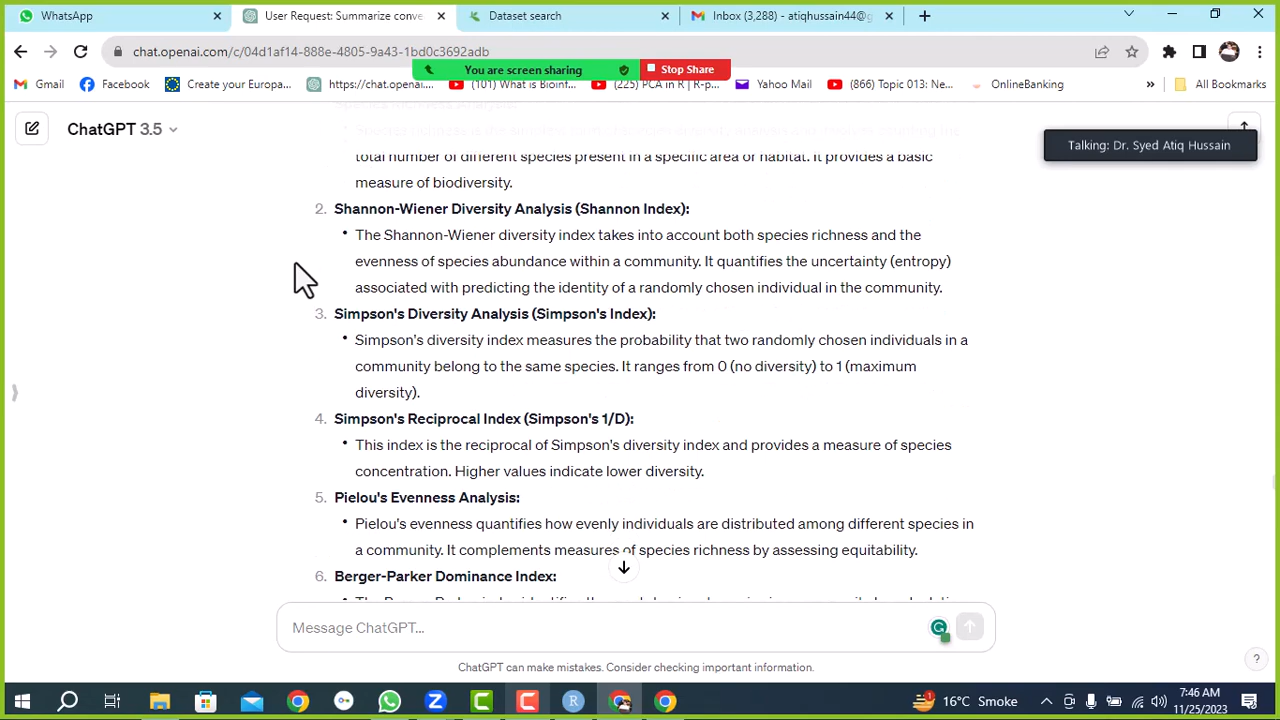 WhatsApp
User Request: Summarize conve
Dataset search
Inbox (3,288) - atiqhussain44@g
chat.openai.com/c/04d1af14-888e-4805-9a43-1bd0c3692adb
You are screen sharing
Stop Share
Gmail
Facebook
Create your Europa...
https://chat.openai....
(101) What is Bioinf...
(225) PCA in R | R-p...
Yahoo Mail
(866) Topic 013: Ne...
OnlineBanking
All Bookmarks
ChatGPT 3.5
Talking: Dr. Syed Atiq Hussain
total number of different species present in a specific area or habitat. It provides a basic
measure of biodiversity.
2. Shannon-Wiener Diversity Analysis (Shannon Index):
• The Shannon-Wiener diversity index takes into account both species richness and the
evenness of species abundance within a community. It quantifies the uncertainty (entropy)
associated with predicting the identity of a randomly chosen individual in the community.
3. Simpson's Diversity Analysis (Simpson's Index):
• Simpson's diversity index measures the probability that two randomly chosen individuals in a
community belong to the same species. It ranges from 0 (no diversity) to 1 (maximum
diversity).
4. Simpson's Reciprocal Index (Simpson's 1/D):
• This index is the reciprocal of Simpson's diversity index and provides a measure of species
concentration. Higher values indicate lower diversity.
5. Pielou's Evenness Analysis:
• Pielou's evenness quantifies how evenly individuals are distributed among different species in
a community. It complements measures of species richness by assessing equitability.
6. Berger-Parker Dominance Index:
Message ChatGPT...
ChatGPT can make mistakes. Consider checking important information.
?
16°C Smoke
7:46 AM
11/25/2023